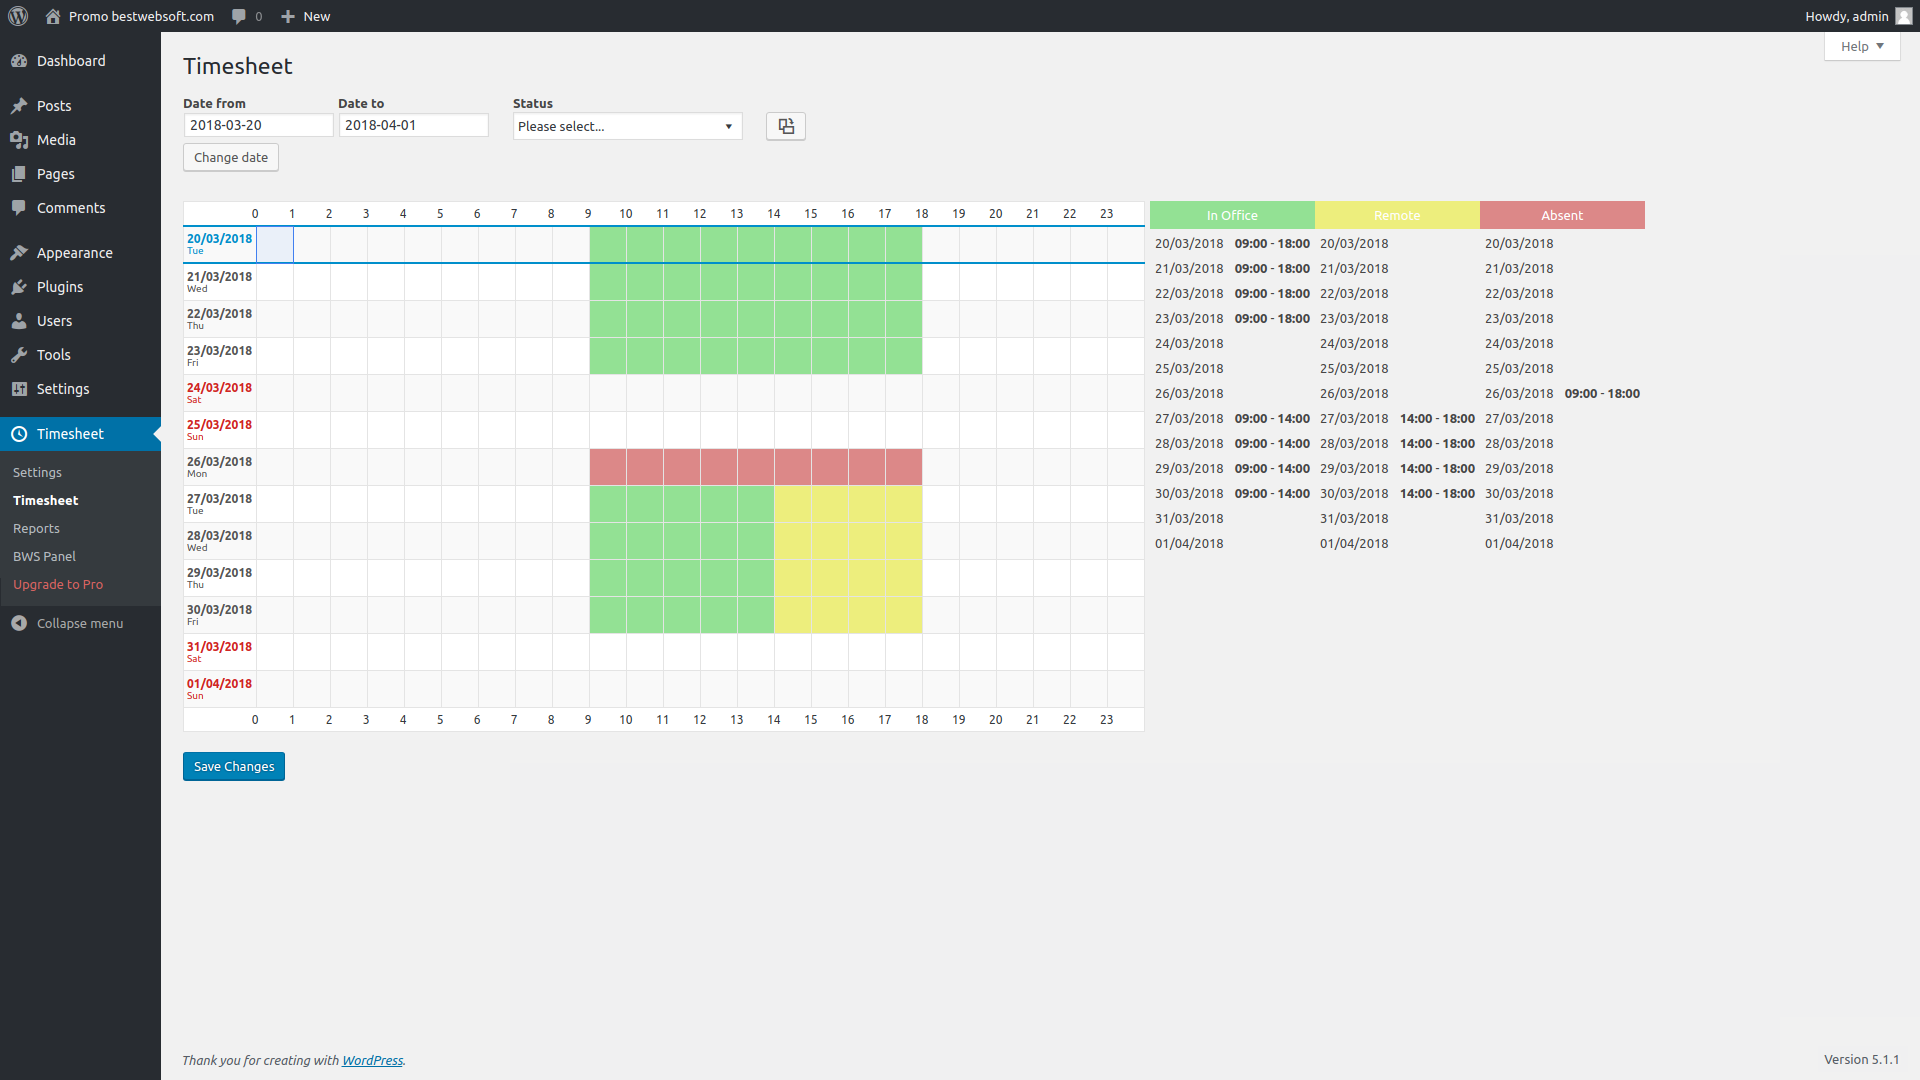 Promo bestwebsoft.com 0 New Howdy, admin
Help
Dashboard
Posts
Media
Pages
Comments
Appearance
Plugins
Users
Tools
Settings
Timesheet
Settings
Timesheet
Reports
BWS Panel
Upgrade to Pro
Collapse menu
Timesheet
Date from Date to Status
2018-03-20 2018-04-01 Please select...
Change date
0 1 2 3 4 5 6 7 8 9 10 11 12 13 14 15 16 17 18 19 20 21 22 23
20/03/2018
Tue
21/03/2018
Wed
22/03/2018
Thu
23/03/2018
Fri
24/03/2018
Sat
25/03/2018
Sun
26/03/2018
Mon
27/03/2018
Tue
28/03/2018
Wed
29/03/2018
Thu
30/03/2018
Fri
31/03/2018
Sat
01/04/2018
Sun
0 1 2 3 4 5 6 7 8 9 10 11 12 13 14 15 16 17 18 19 20 21 22 23
In Office Remote Absent
20/03/2018 09:00 - 18:00 20/03/2018 20/03/2018
21/03/2018 09:00 - 18:00 21/03/2018 21/03/2018
22/03/2018 09:00 - 18:00 22/03/2018 22/03/2018
23/03/2018 09:00 - 18:00 23/03/2018 23/03/2018
24/03/2018 24/03/2018 24/03/2018
25/03/2018 25/03/2018 25/03/2018
26/03/2018 26/03/2018 26/03/2018 09:00 - 18:00
27/03/2018 09:00 - 14:00 27/03/2018 14:00 - 18:00 27/03/2018
28/03/2018 09:00 - 14:00 28/03/2018 14:00 - 18:00 28/03/2018
29/03/2018 09:00 - 14:00 29/03/2018 14:00 - 18:00 29/03/2018
30/03/2018 09:00 - 14:00 30/03/2018 14:00 - 18:00 30/03/2018
31/03/2018 31/03/2018 31/03/2018
01/04/2018 01/04/2018 01/04/2018
Save Changes
Thank you for creating with WordPress. Version 5.1.1